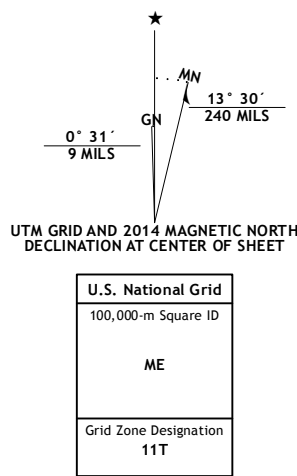 ★
MN
GN
13° 30´
240 MILS
0° 31´
9 MILS
UTM GRID AND 2014 MAGNETIC NORTH
DECLINATION AT CENTER OF SHEET
U.S. National Grid
100,000-m Square ID
ME
Grid Zone Designation
11T